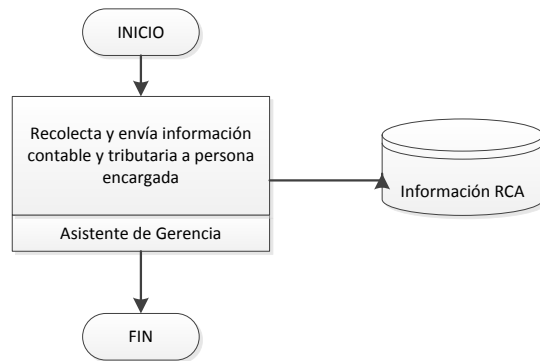 INICIO
Recolecta y envía información
contable y tributaria a persona
encargada
Información RCA
Asistente de Gerencia
FIN